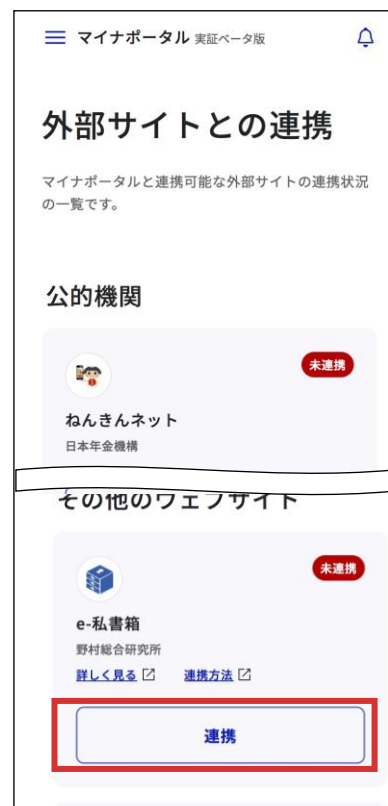 マイナポータル 実証ベータ版
外部サイトとの連携
マイナポータルと連携可能な外部サイトの連携状況
の一覧です。
公的機関
未連携
ねんきんネット
日本年金機構
その他のウェブサイト
未連携
e-私書箱
野村総合研究所
詳しく見る 連携方法
連携